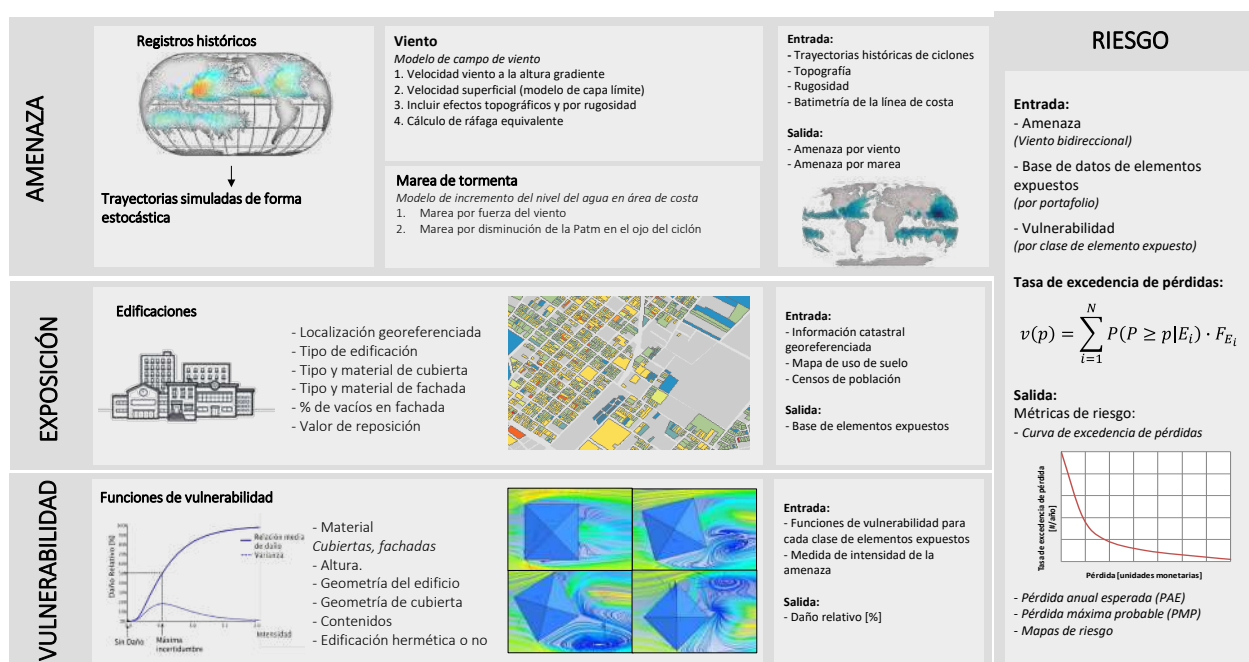 AMENAZA
Registros históricos
Trayectorias simuladas de forma
estocástica
Viento
Modelo de campo de viento
1. Velocidad viento a la altura gradiente
2. Velocidad superficial (modelo de capa límite)
3. Incluir efectos topográficos y por rugosidad
4. Cálculo de ráfaga equivalente
Marea de tormenta
Modelo de incremento del nivel del agua en área de costa
1. Marea por fuerza del viento
2. Marea por disminución de la Patm en el ojo del ciclón
Entrada:
- Trayectorias históricas de ciclones
- Topografía
- Rugosidad
- Batimetría de la línea de costa
Salida:
- Amenaza por viento
- Amenaza por marea
EXPOSICIÓN
Edificaciones
- Localización georeferenciada
- Tipo de edificación
- Tipo y material de cubierta
- Tipo y material de fachada
- % de vacíos en fachada
- Valor de reposición
Entrada:
- Información catastral
georeferenciada
- Mapa de uso de suelo
- Censos de población
Salida:
- Base de elementos expuestos
VULNERABILIDAD
Funciones de vulnerabilidad
Daño Relativo [%]
Relación media
de daño
Varianza
Sin Daño
Máxima
incertidumbre
Intensidad
- Material
Cubiertas, fachadas
- Altura.
- Geometría del edificio
- Geometría de cubierta
- Contenidos
- Edificación hermética o no
Entrada:
- Funciones de vulnerabilidad para
cada clase de elementos expuestos
- Medida de intensidad de la
amenaza
Salida:
- Daño relativo [%]
RIESGO
Entrada:
- Amenaza
(Viento bidireccional)
- Base de datos de elementos
expuestos
(por portafolio)
- Vulnerabilidad
(por clase de elemento expuesto)
Tasa de excedencia de pérdidas:
v(p) = ∑_{i=1}^{N} P(P ≥ p|E_i) · F_{E_i}
Salida:
Métricas de riesgo:
- Curva de excedencia de pérdidas
Tasa de excedencia de pérdida
[#/año]
Pérdida [unidades monetarias]
- Pérdida anual esperada (PAE)
- Pérdida máxima probable (PMP)
- Mapas de riesgo